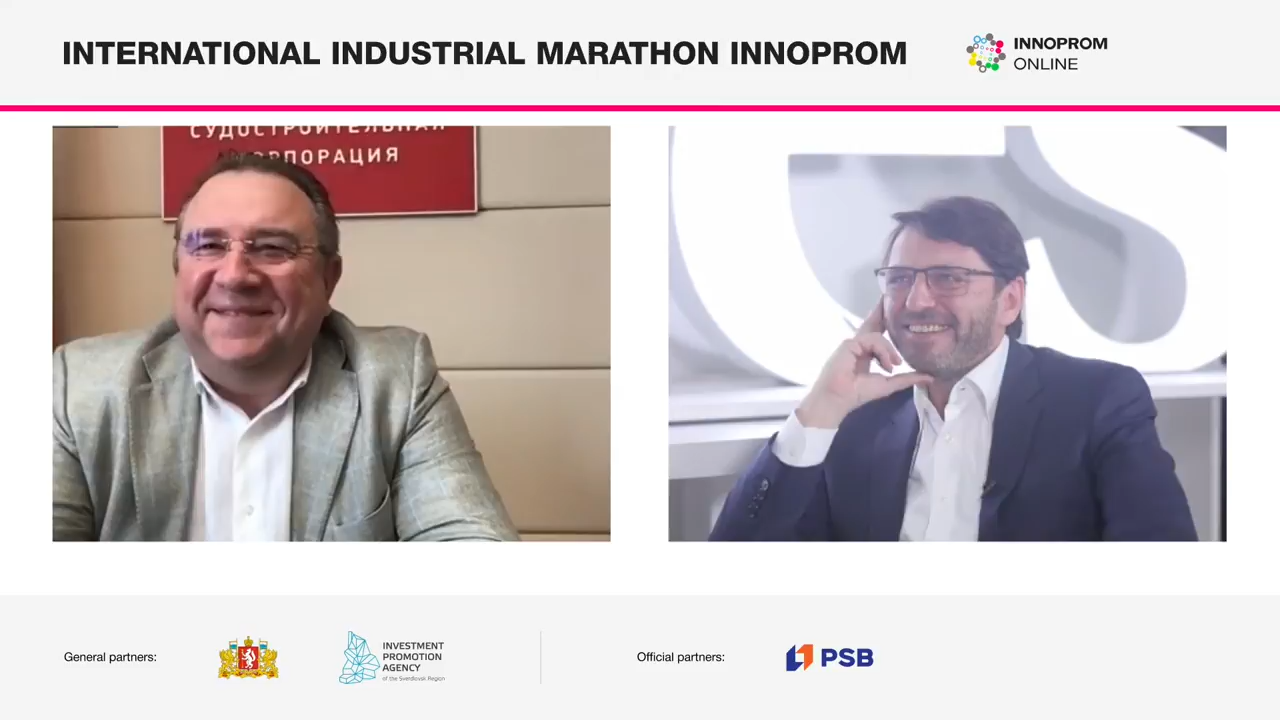 INTERNATIONAL INDUSTRIAL MARATHON INNOPROM
INNOPROM
ONLINE
СУДОСТРОИТЕЛЬНАЯ
General partners:
INVESTMENT
PROMOTION
AGENCY
of the Sverdlovsk Region
Official partners:
PSB